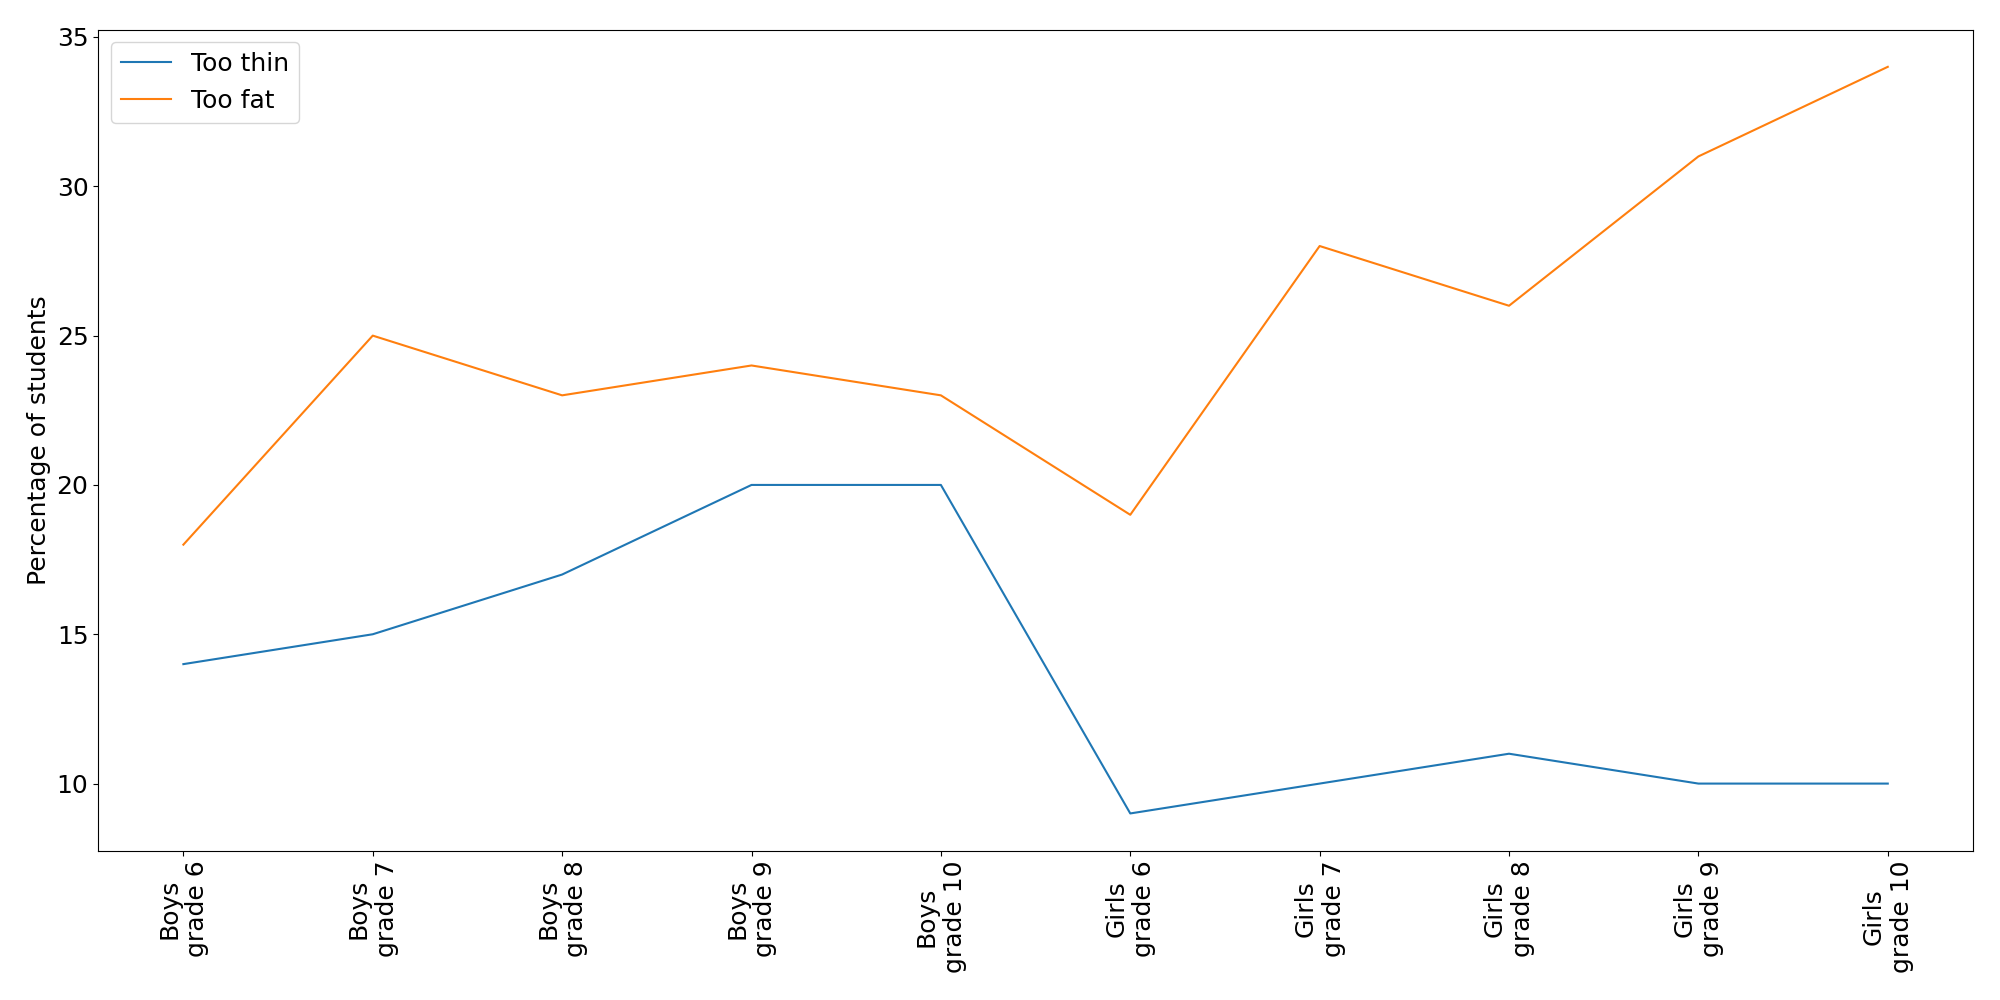 Too thin
Too fat
Percentage of students
35
30
25
20
15
10
Boys
grade 6
Boys
grade 7
Boys
grade 8
Boys
grade 9
Boys
grade 10
Girls
grade 6
Girls
grade 7
Girls
grade 8
Girls
grade 9
Girls
grade 10